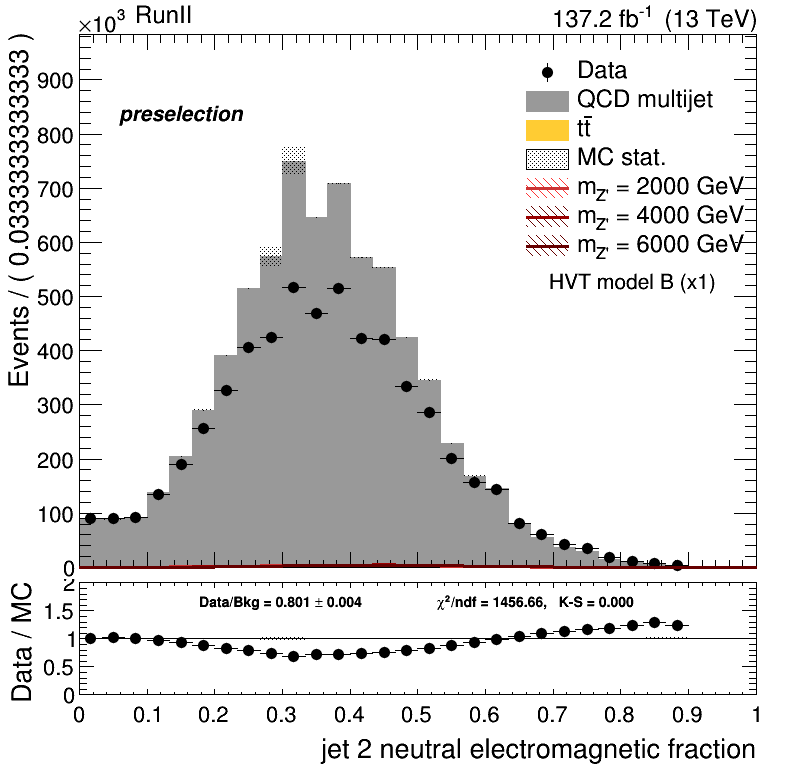 ×10³ RunII 137.2 fb⁻¹ (13 TeV)
preselection
Data
QCD multijet
tt̄
MC stat.
m_Z' = 2000 GeV
m_Z' = 4000 GeV
m_Z' = 6000 GeV
HVT model B (x1)
Events / ( 0.0333333333333333 )
900
800
700
600
500
400
300
200
100
0
Data/Bkg = 0.801 ± 0.004 χ²/ndf = 1456.66, K-S = 0.000
Data / MC
2
1.5
1
0.5
0
0 0.1 0.2 0.3 0.4 0.5 0.6 0.7 0.8 0.9 1
jet 2 neutral electromagnetic fraction